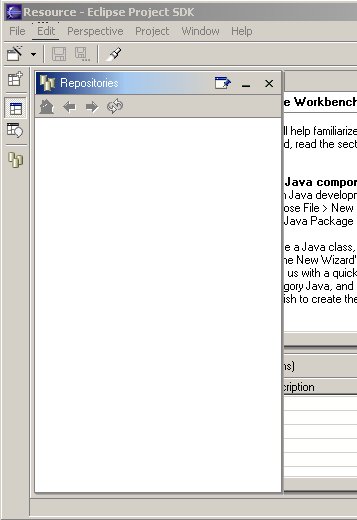 Resource - Eclipse Project SDK
File Edit Perspective Project Window Help
Repositories
e Workbench
ll help familiarize
d, read the sect
Java compor
n Java developm
ose File > New
Java Package
e a Java class,
he New Wizard'
us with a quick
gory Java, and
ish to create the
ns)
cription